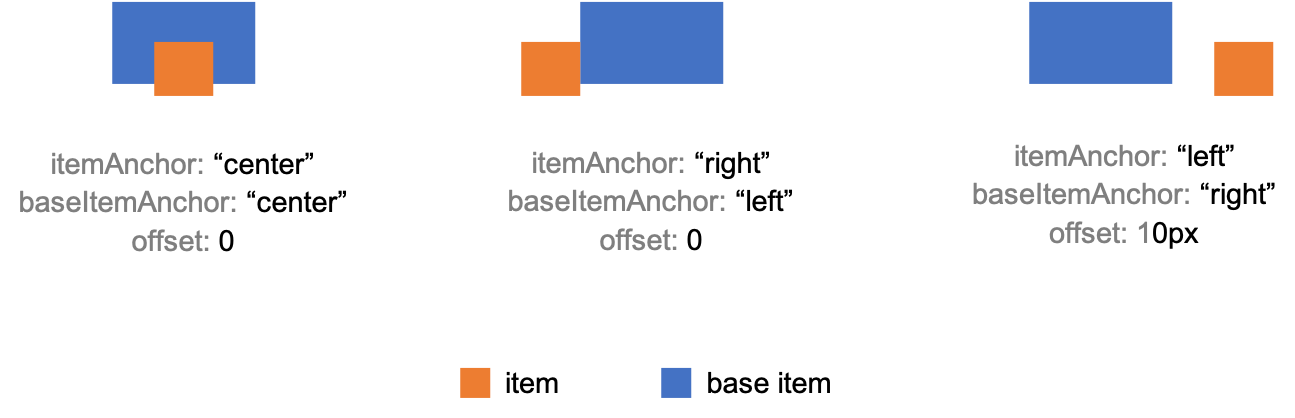 itemAnchor: “center”
baseItemAnchor: “center”
offset: 0
itemAnchor: “right”
baseItemAnchor: “left”
offset: 0
itemAnchor: “left”
baseItemAnchor: “right”
offset: 10px
item
base item